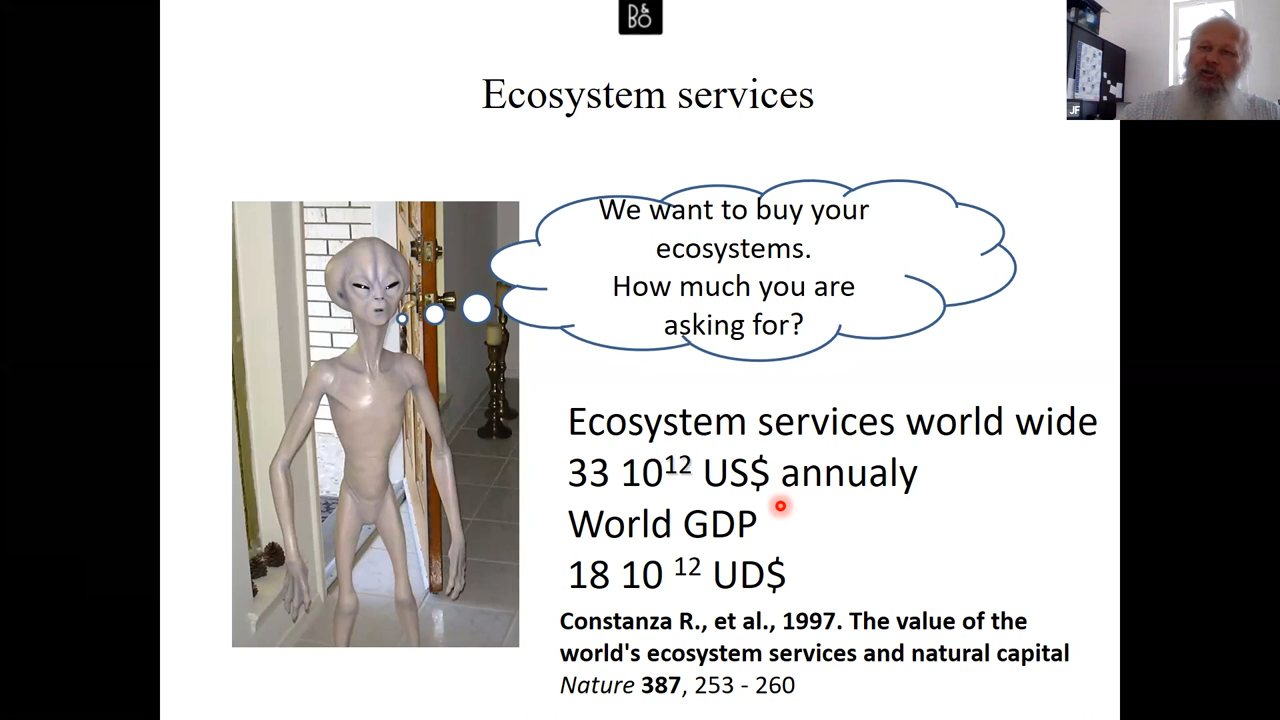 B&O
Ecosystem services
JF
We want to buy your
ecosystems.
How much you are
asking for?
Ecosystem services world wide
33 10¹² US$ annualy
World GDP
18 10 ¹² UD$
Constanza R., et al., 1997. The value of the
world's ecosystem services and natural capital
Nature 387, 253 - 260